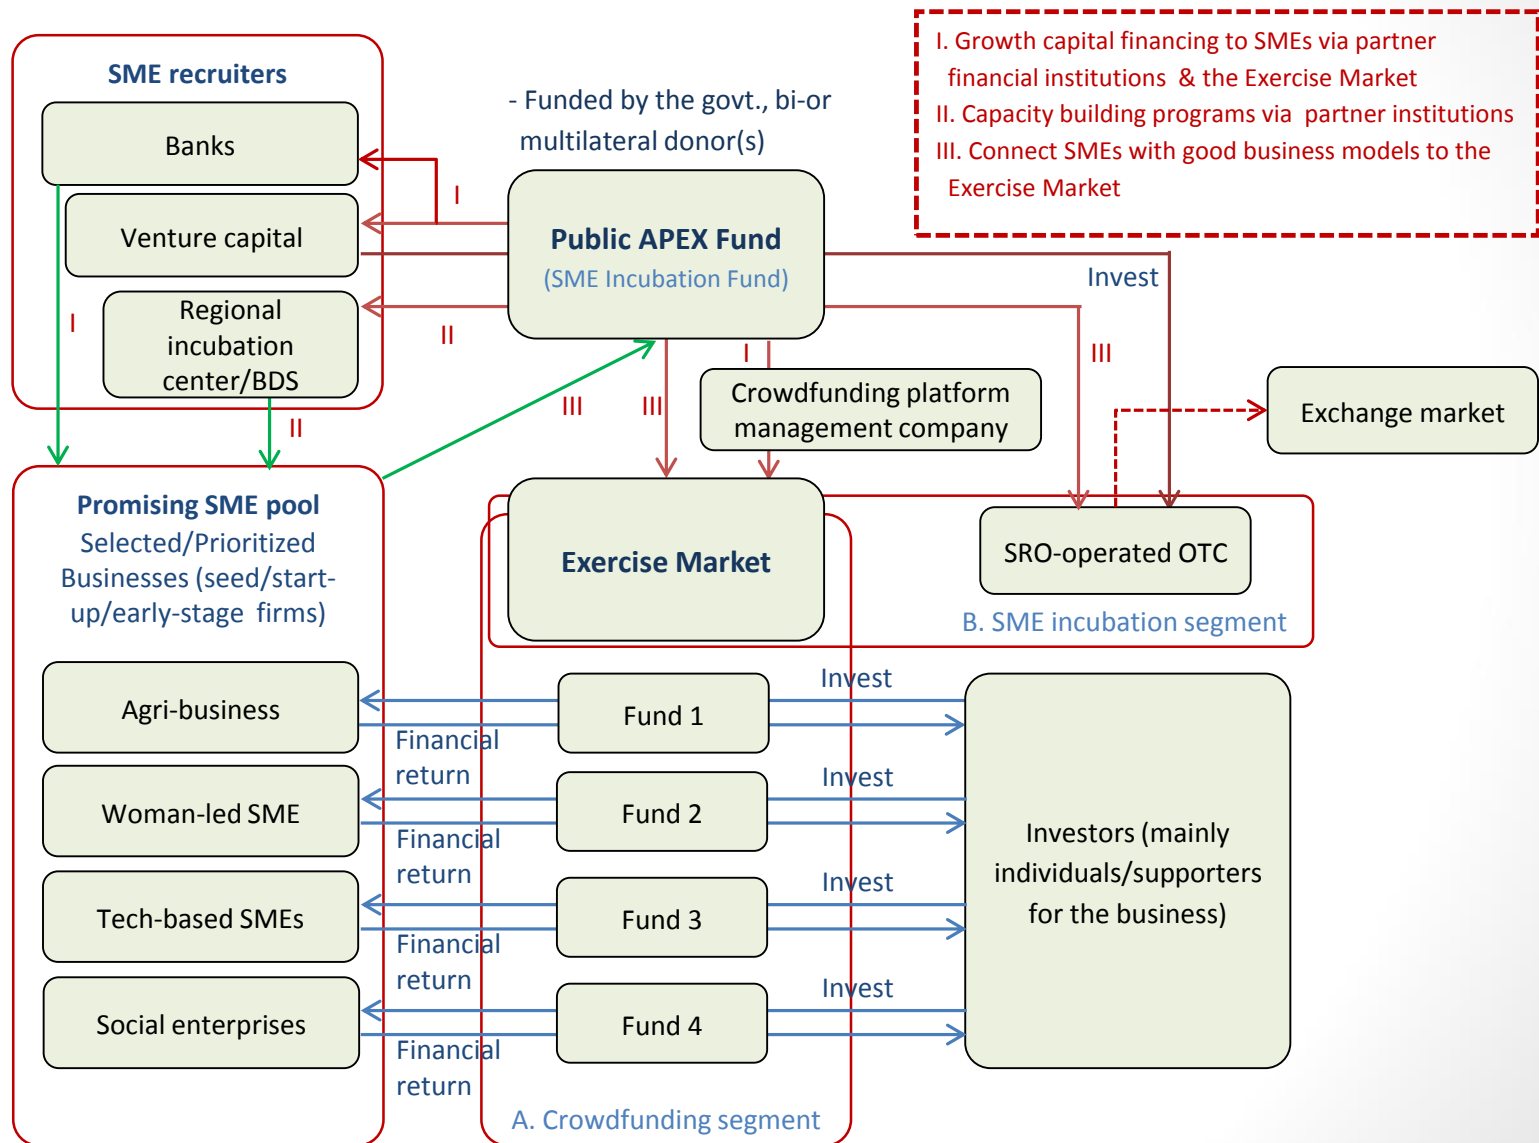 SME recruiters
Banks
Venture capital
Regional
incubation
center/BDS
I
II
- Funded by the govt., bi-or
multilateral donor(s)
Public APEX Fund
(SME Incubation Fund)
I
II
III
III
I
Crowdfunding platform
management company
I. Growth capital financing to SMEs via partner
financial institutions & the Exercise Market
II. Capacity building programs via partner institutions
III. Connect SMEs with good business models to the
Exercise Market
Invest
III
Exchange market
Promising SME pool
Selected/Prioritized
Businesses (seed/start-
up/early-stage firms)
Exercise Market
SRO-operated OTC
B. SME incubation segment
Agri-business
Financial
return
Fund 1
Invest
Woman-led SME
Financial
return
Fund 2
Invest
Tech-based SMEs
Financial
return
Fund 3
Invest
Social enterprises
Financial
return
Fund 4
Invest
Investors (mainly
individuals/supporters
for the business)
A. Crowdfunding segment